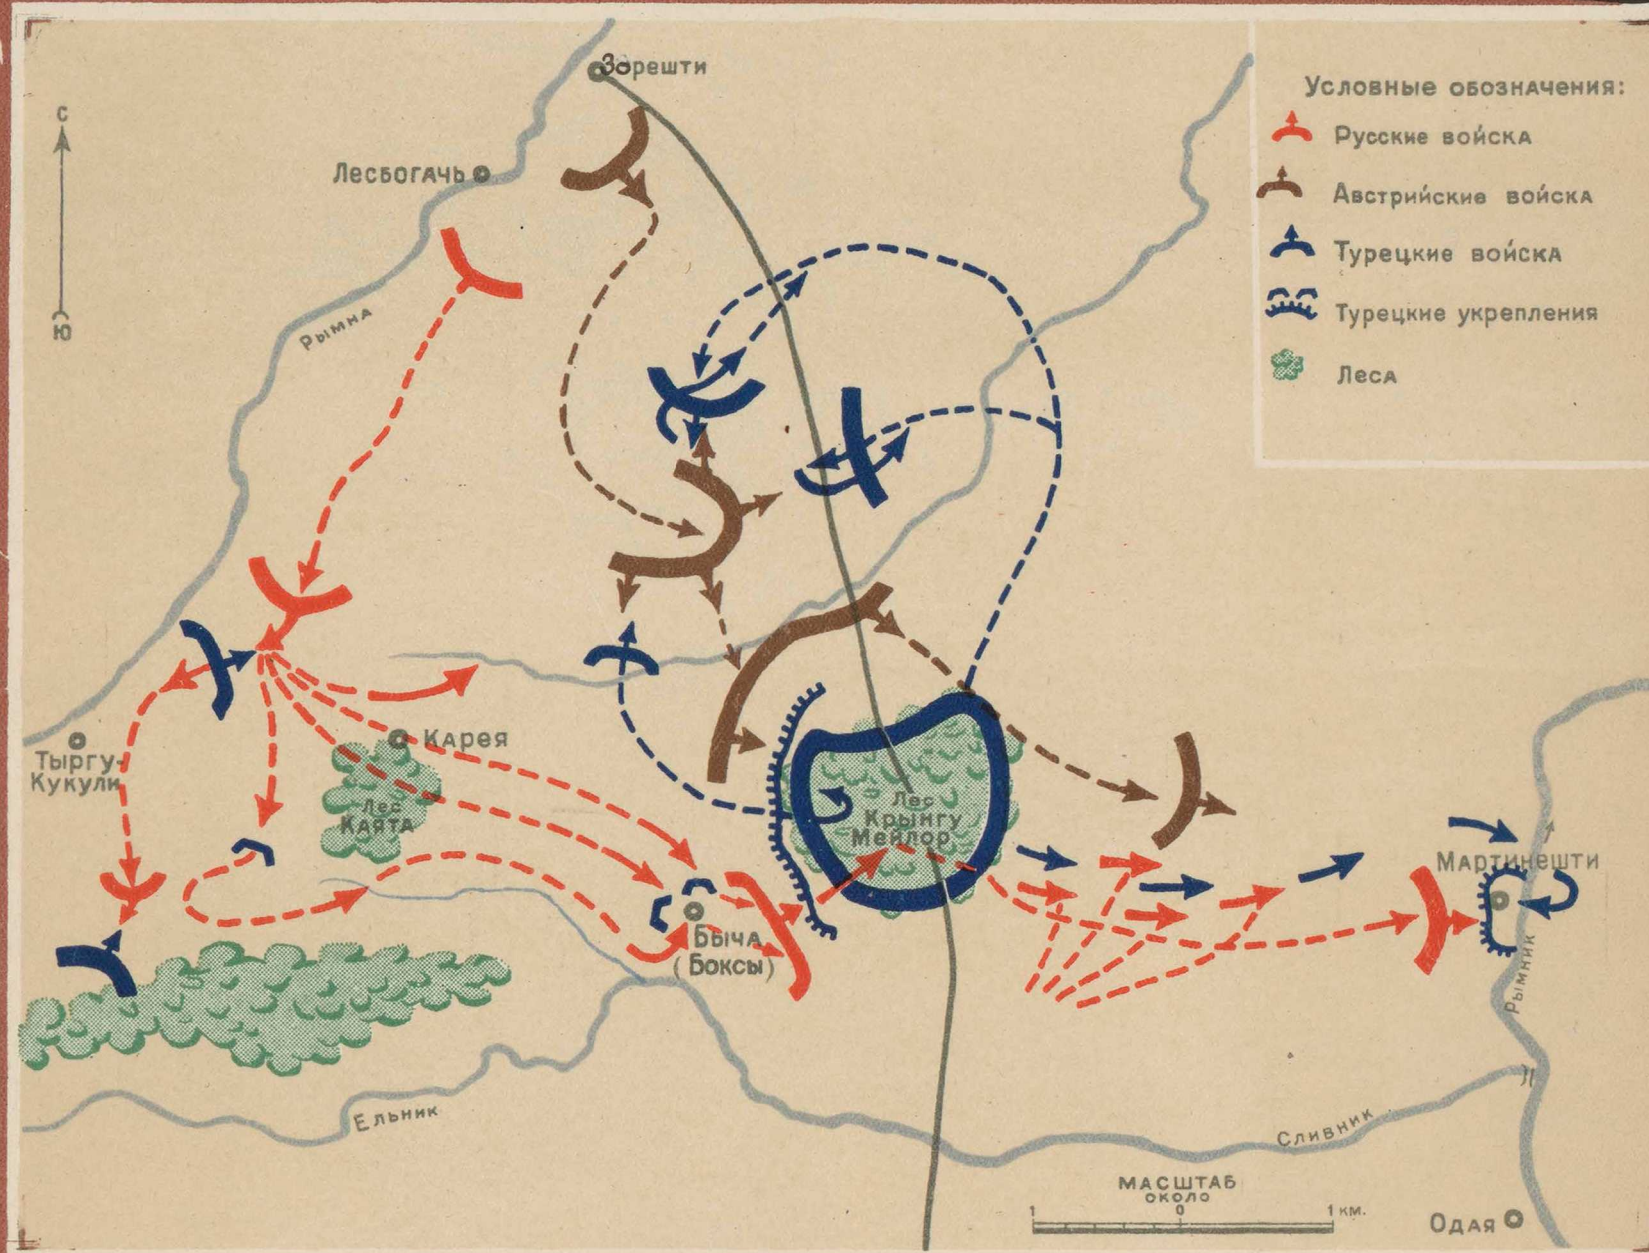 Зорешти
С
Ю
Лесбогачь
Рымна
Условные обозначения:
Русские войска
Австрийские войска
Турецкие войска
Турецкие укрепления
Леса
Тыргу-
Кукули
Карея
Лес
Каята
Лес
Крынгу
Мейлор
Быча
(Боксы)
Мартинешти
Рымник
Ельник
Сливник
Масштаб
около
1 0 1 км.
Одая